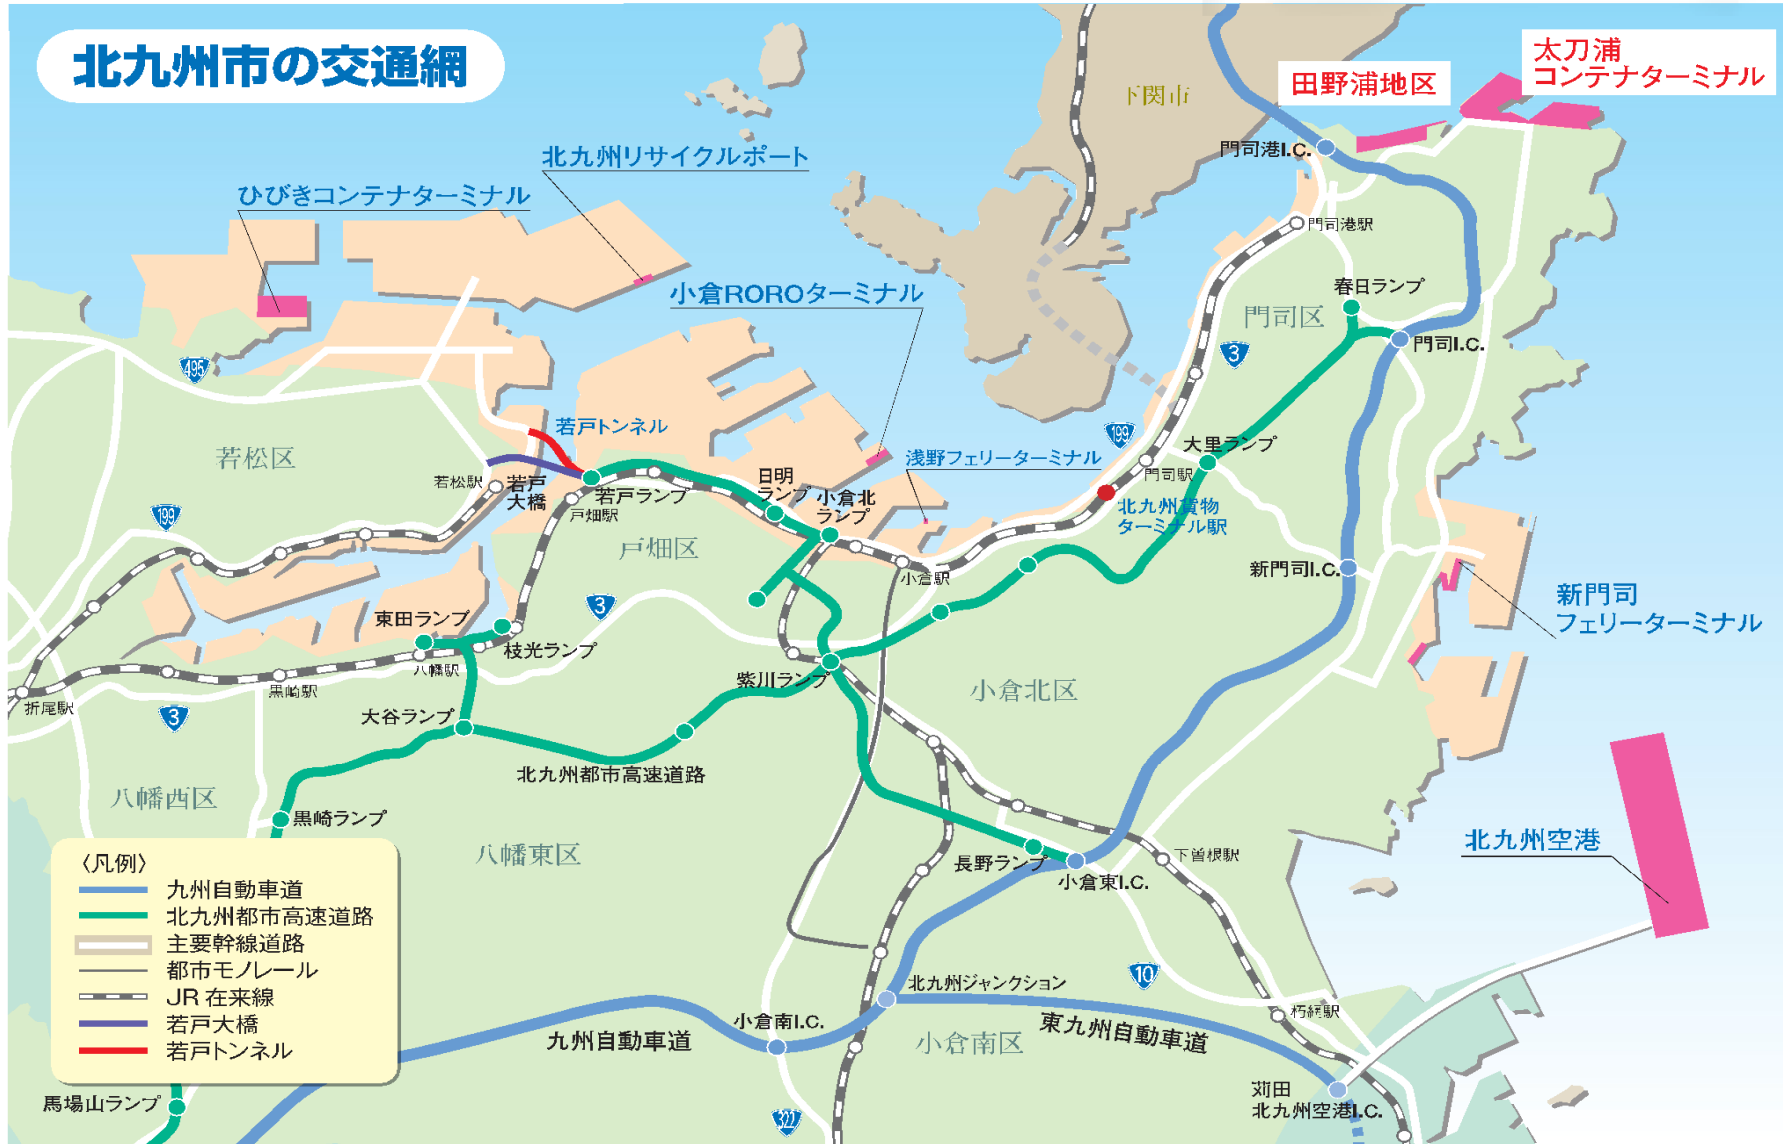 北九州市の交通網
下関市
田野浦地区
太刀浦
コンテナターミナル
門司港I.C.
北九州リサイクルポート
ひびきコンテナターミナル
門司港駅
小倉ROROターミナル
春日ランプ
門司区
門司I.C.
3
495
若戸トンネル
199
大里ランプ
若松区
浅野フェリーターミナル
門司駅
若松駅
若戸
大橋
若戸ランプ
戸畑駅
日明
ランプ
小倉北
ランプ
北九州貨物
ターミナル駅
199
戸畑区
小倉駅
新門司I.C.
新門司
フェリーターミナル
3
東田ランプ
枝光ランプ
八幡駅
黒崎駅
折尾駅
紫川ランプ
小倉北区
3
大谷ランプ
北九州都市高速道路
八幡西区
黒崎ランプ
八幡東区
長野ランプ
小倉東I.C.
下曽根駅
北九州空港
〈凡例〉
九州自動車道
北九州都市高速道路
主要幹線道路
都市モノレール
JR 在来線
若戸大橋
若戸トンネル
北九州ジャンクション
10
朽網駅
小倉南I.C.
九州自動車道
小倉南区
東九州自動車道
苅田
北九州空港I.C.
馬場山ランプ
322